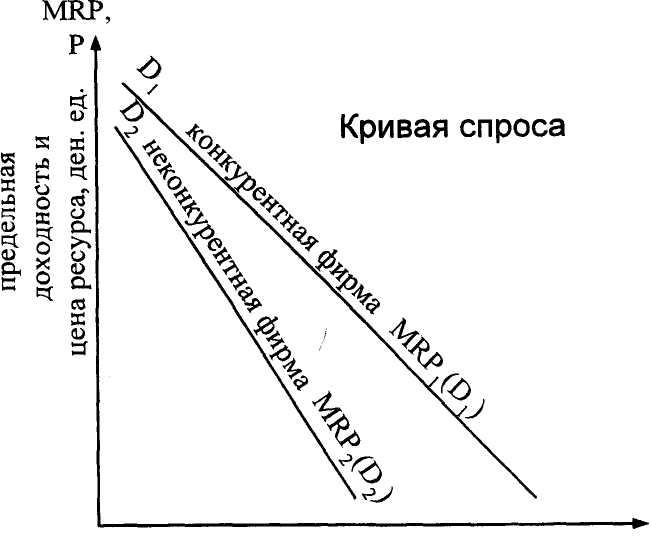 MRP,
P
предельная
доходность и
цена ресурса, ден. ед.
Кривая спроса
D₁ конкурентная фирма MRP₁(D₁)
D₂ неконкурентная фирма MRP₂(D₂)